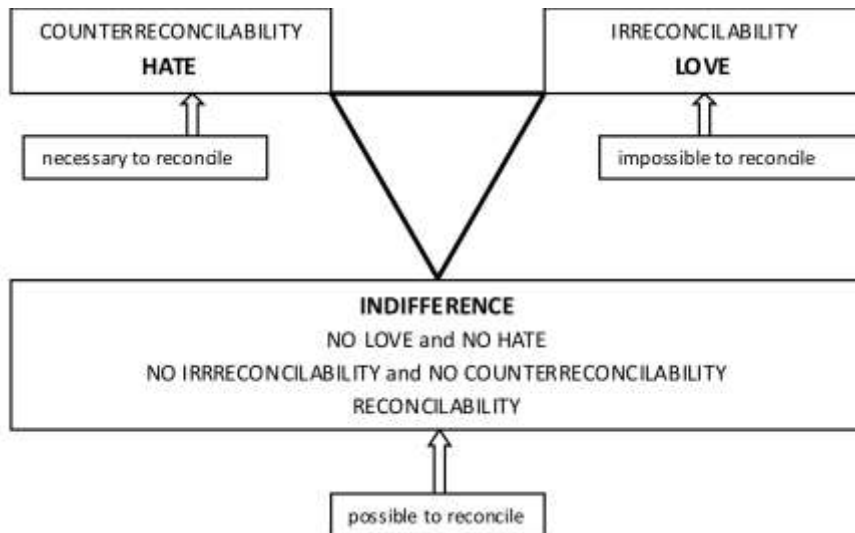 COUNTERRECONCILABILITY
HATE
IRRECONCILABILITY
LOVE
necessary to reconcile
impossible to reconcile
INDIFFERENCE
NO LOVE and NO HATE
NO IRRRECONCILABILITY and NO COUNTERRECONCILABILITY
RECONCILABILITY
possible to reconcile